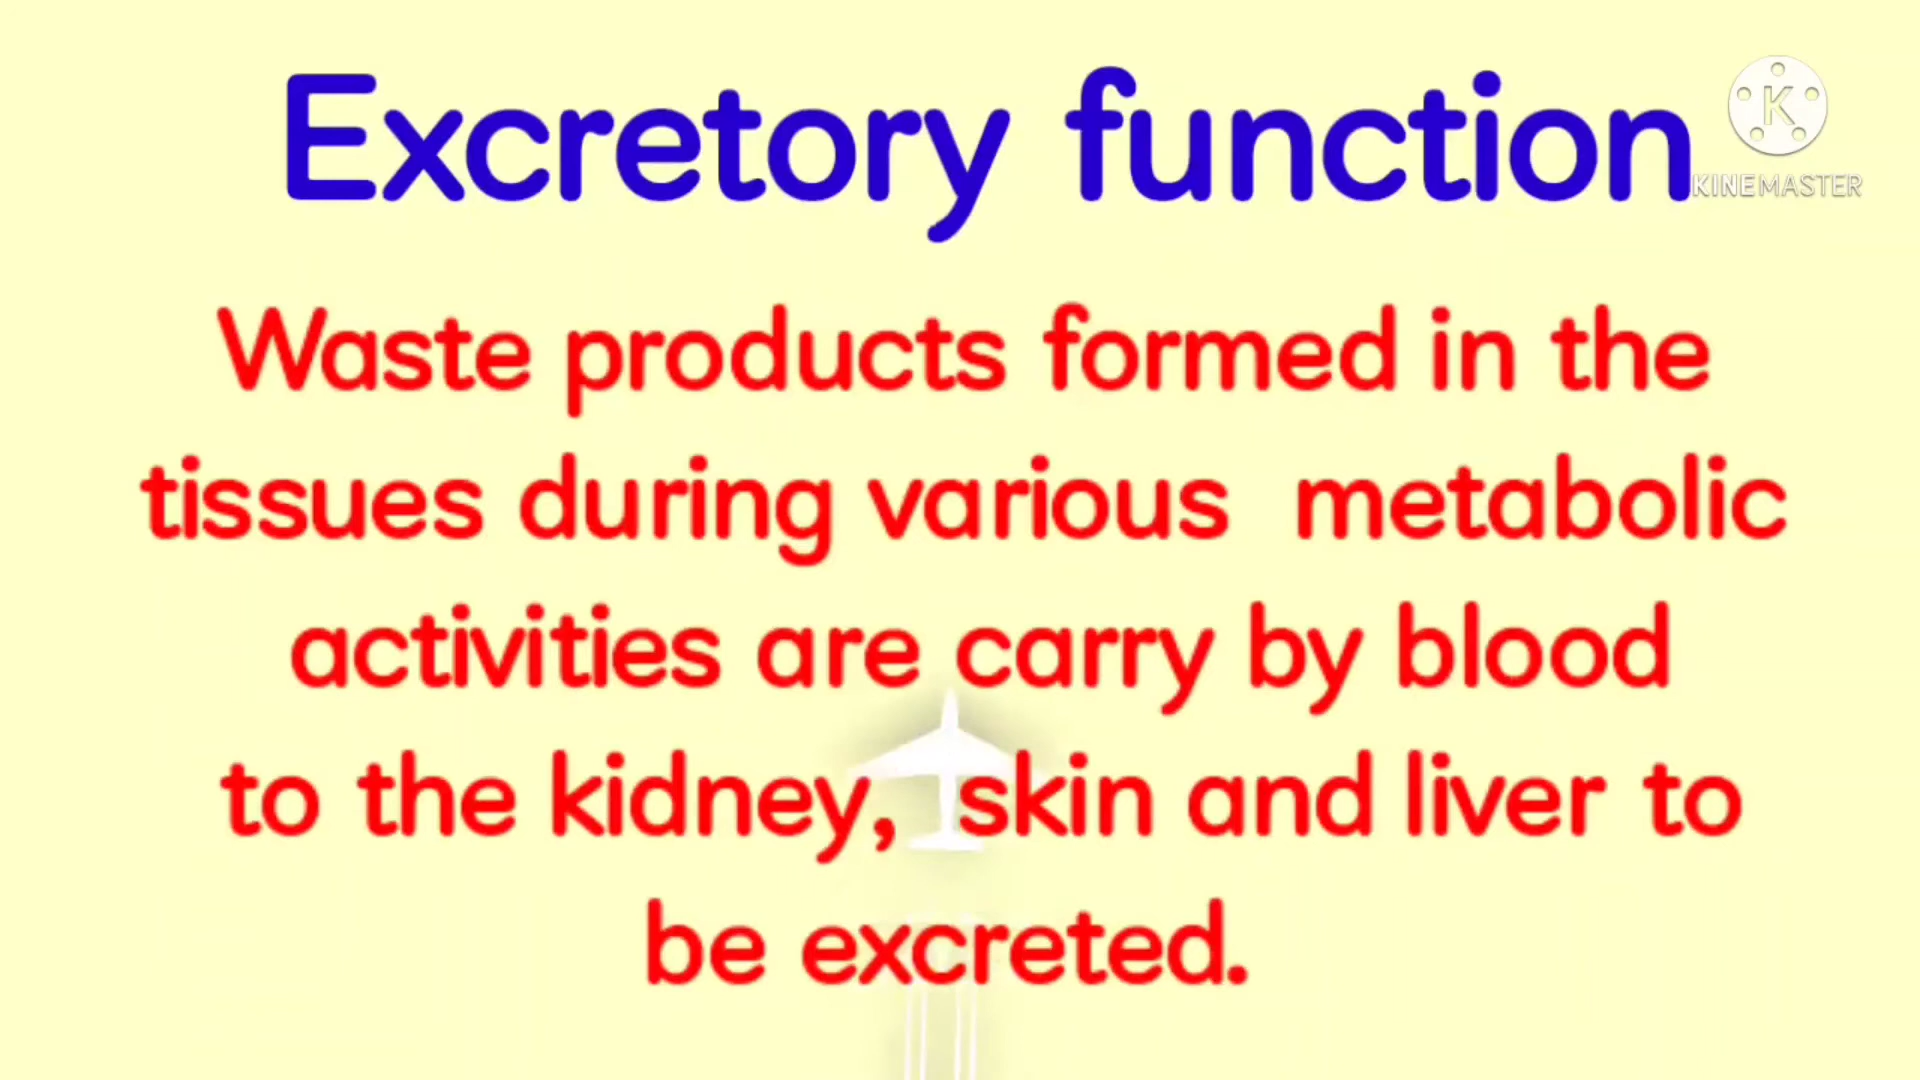 Excretory function
KINEMASTER
Waste products formed in the
tissues during various metabolic
activities are carry by blood
to the kidney, skin and liver to
be excreted.